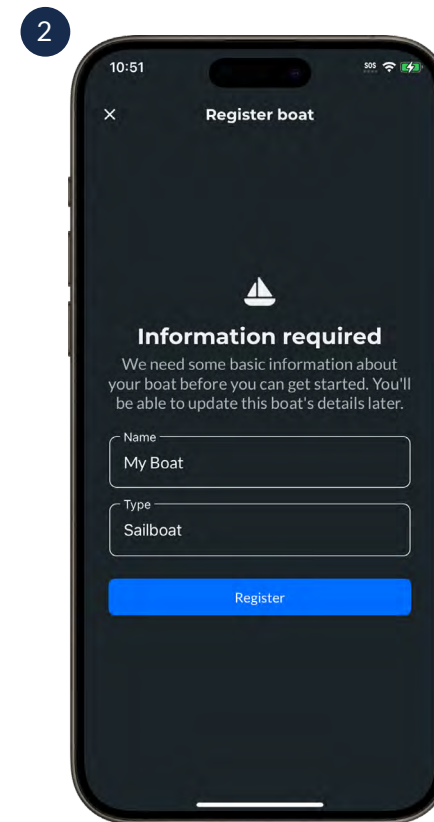 2
10:51 SOS
Register boat
Information required
We need some basic information about
your boat before you can get started. You'll
be able to update this boat's details later.
Name
My Boat
Type
Sailboat
Register